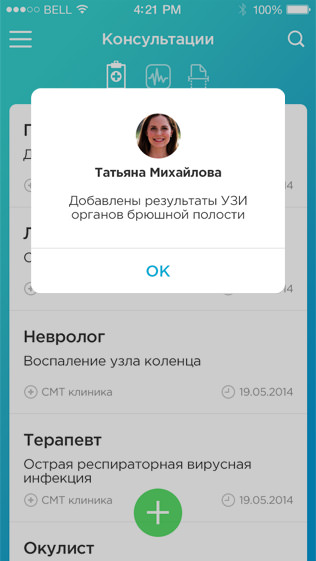 BELL 4:21 PM 100%
Консультации
Татьяна Михайлова
Добавлены результаты УЗИ
органов брюшной полости
OK
2014
Невролог
Воспаление узла коленца
СМТ клиника 19.05.2014
Терапевт
Острая респираторная вирусная
инфекция
СМТ клиника 19.05.2014
Окулист